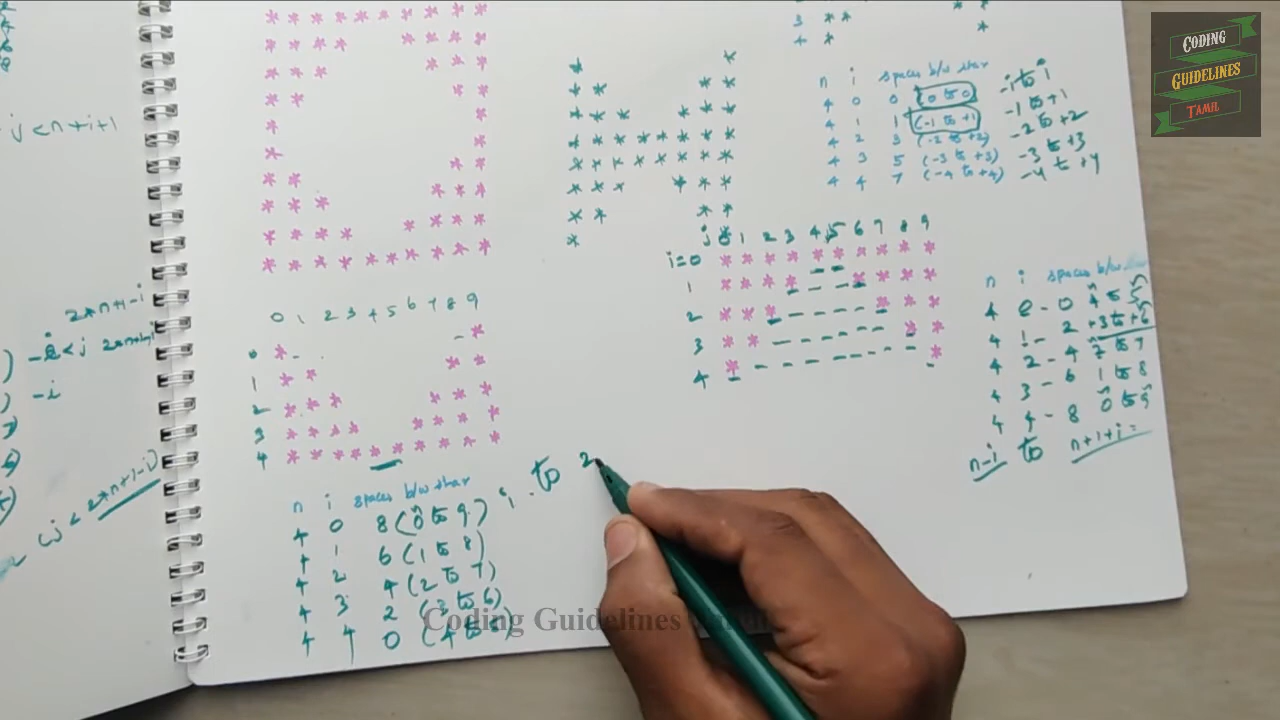 CODING
GUIDELINES
TAMIL
j<n+i+1
2*n+1-i
-i
j < 2*n+1-i)
3 * *
4 *
n i spaces b/w star
4 0 0 (0 to 0) -i to i
4 1 1 (-1 to +1) -1 to +1
4 2 3 (-2 to +2) -2 to +2
4 3 5 (-3 to +3) -3 to +3
4 4 7 (-4 to +4) -4 to +4
j 0 1 2 3 4 5 6 7 8 9
i=0
1
2
3
4
n i spaces b/w
4 0 - 0 4 to 5
4 1 - 2 +3 to +6
4 2 - 4 2 to 7
4 3 - 6 1 to 8
4 4 - 8 0 to 9
n-i to n+1+i =
0 1 2 3 4 5 6 7 8 9
0
1
2
3
4
n i spaces b/w star
4 0 8 (0 to 9) i to 2
4 1 6 (1 to 8)
4 2 4 (2 to 7)
4 3 2 (3 to 6)
4 4 0 (4 to
Coding Guidelines